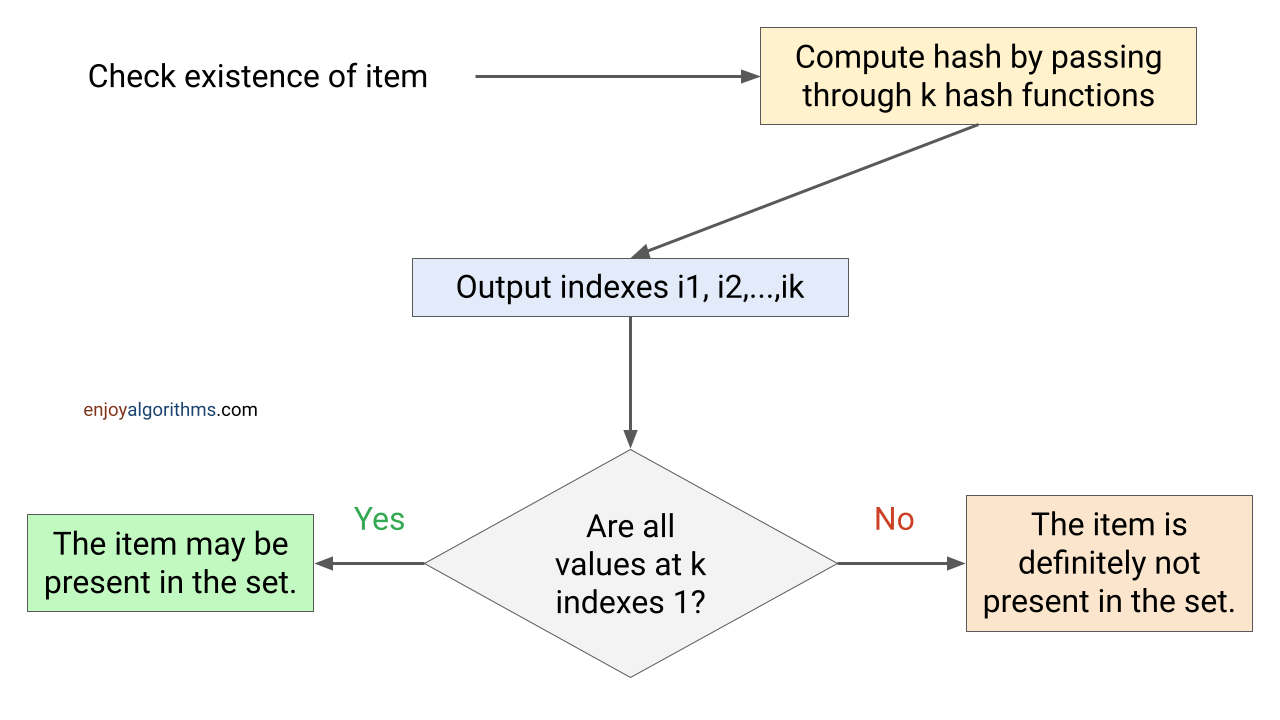 Check existence of item
Compute hash by passing
through k hash functions
Output indexes i1, i2,...,ik
enjoyalgorithms.com
Yes
No
The item may be
present in the set.
Are all
values at k
indexes 1?
The item is
definitely not
present in the set.